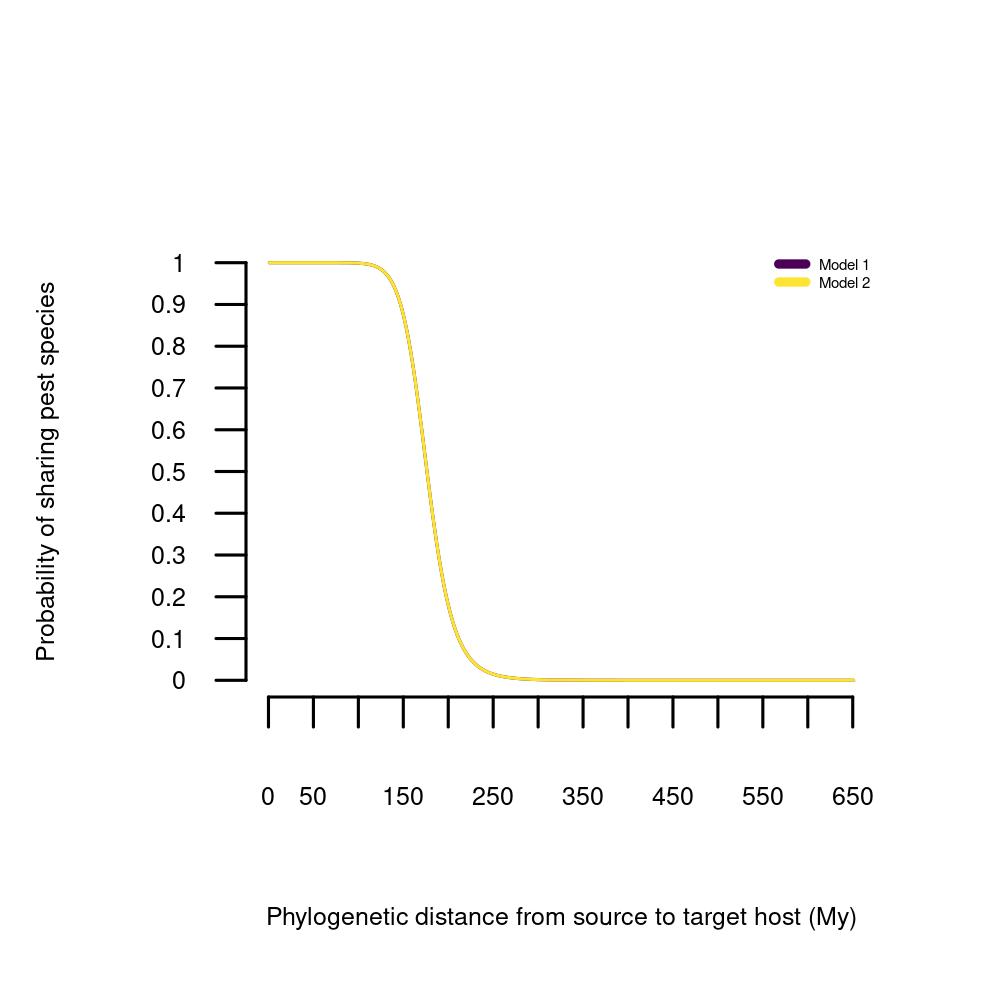 Model 1
Model 2
Probability of sharing pest species
1
0.9
0.8
0.7
0.6
0.5
0.4
0.3
0.2
0.1
0
0 50 150 250 350 450 550 650
Phylogenetic distance from source to target host (My)